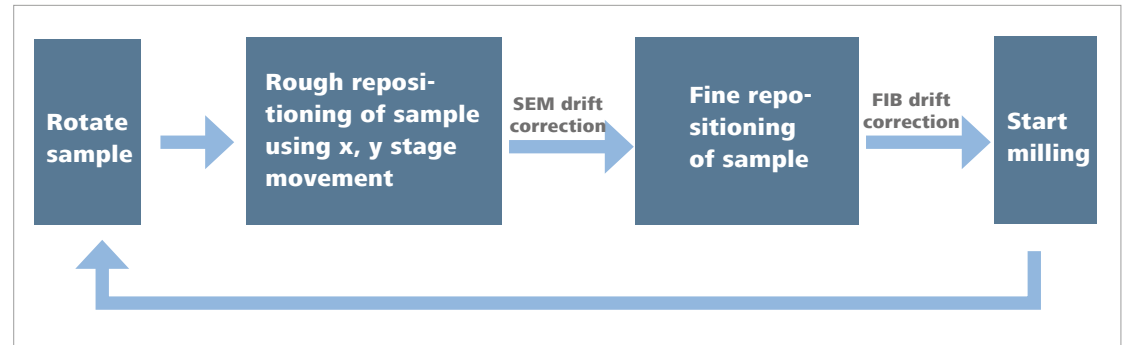 Rotate
sample
Rough reposi-
tioning of sample
using x, y stage
movement
SEM drift
correction
Fine repo-
sitioning
of sample
FIB drift
correction
Start
milling